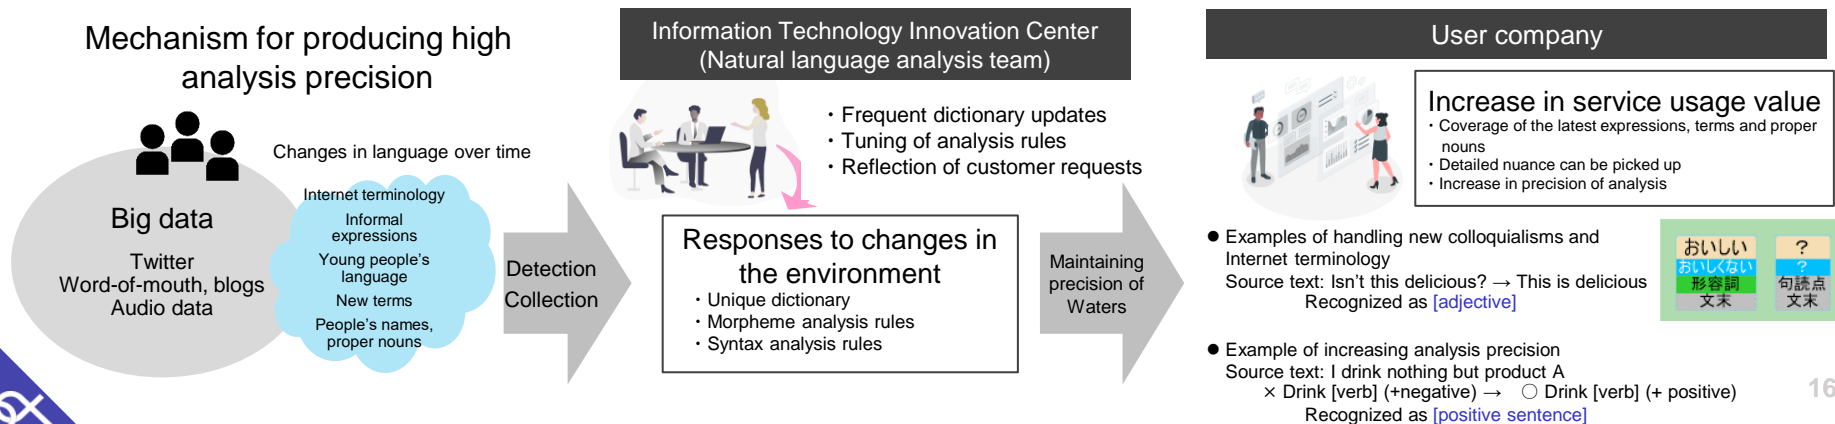 Mechanism for producing high
analysis precision
Big data
Twitter
Word-of-mouth, blogs
Audio data
Changes in language over time
Internet terminology
Informal
expressions
Young people's
language
New terms
People's names,
proper nouns
Detection
Collection
Information Technology Innovation Center
(Natural language analysis team)
・Frequent dictionary updates
・Tuning of analysis rules
・Reflection of customer requests
Responses to changes in
the environment
・Unique dictionary
・Morpheme analysis rules
・Syntax analysis rules
Maintaining
precision of
Waters
User company
Increase in service usage value
・Coverage of the latest expressions, terms and proper
nouns
・Detailed nuance can be picked up
・Increase in precision of analysis
● Examples of handling new colloquialisms and
Internet terminology
Source text: Isn't this delicious? → This is delicious
Recognized as [adjective]
おいしい
おいしくない
形容詞
文末
?
?
句読点
文末
● Example of increasing analysis precision
Source text: I drink nothing but product A
× Drink [verb] (+negative) → ○ Drink [verb] (+ positive)
Recognized as [positive sentence]
16